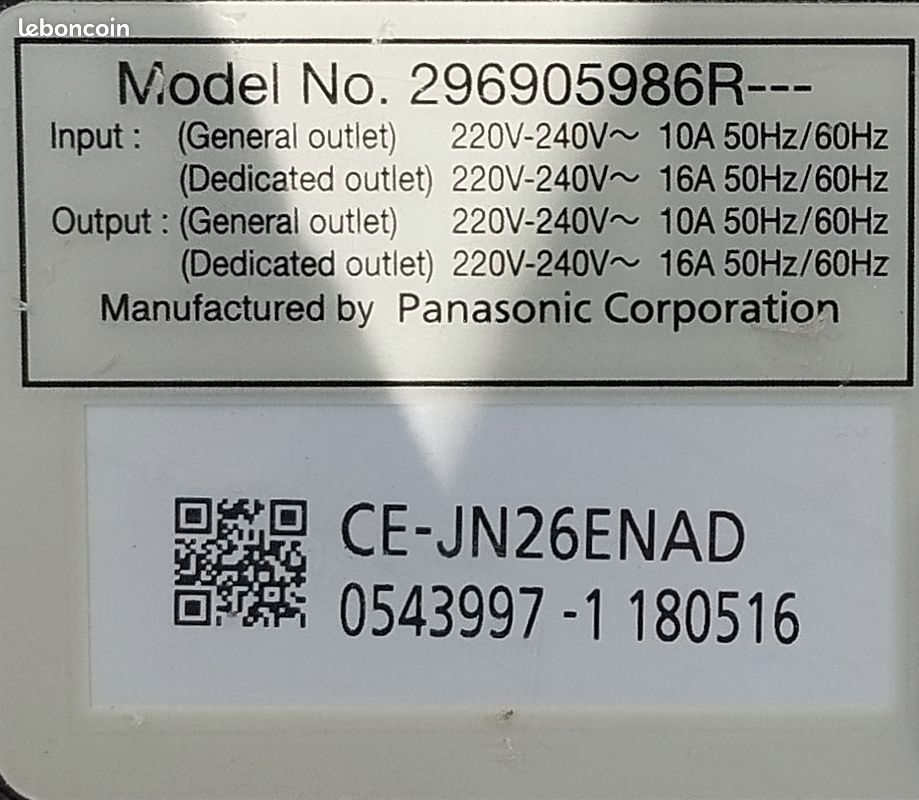 leboncoin
Model No. 296905986R---
Input : (General outlet) 220V-240V～ 10A 50Hz/60Hz
(Dedicated outlet) 220V-240V～ 16A 50Hz/60Hz
Output : (General outlet) 220V-240V～ 10A 50Hz/60Hz
(Dedicated outlet) 220V-240V～ 16A 50Hz/60Hz
Manufactured by Panasonic Corporation
CE-JN26ENAD
0543997 -1 180516